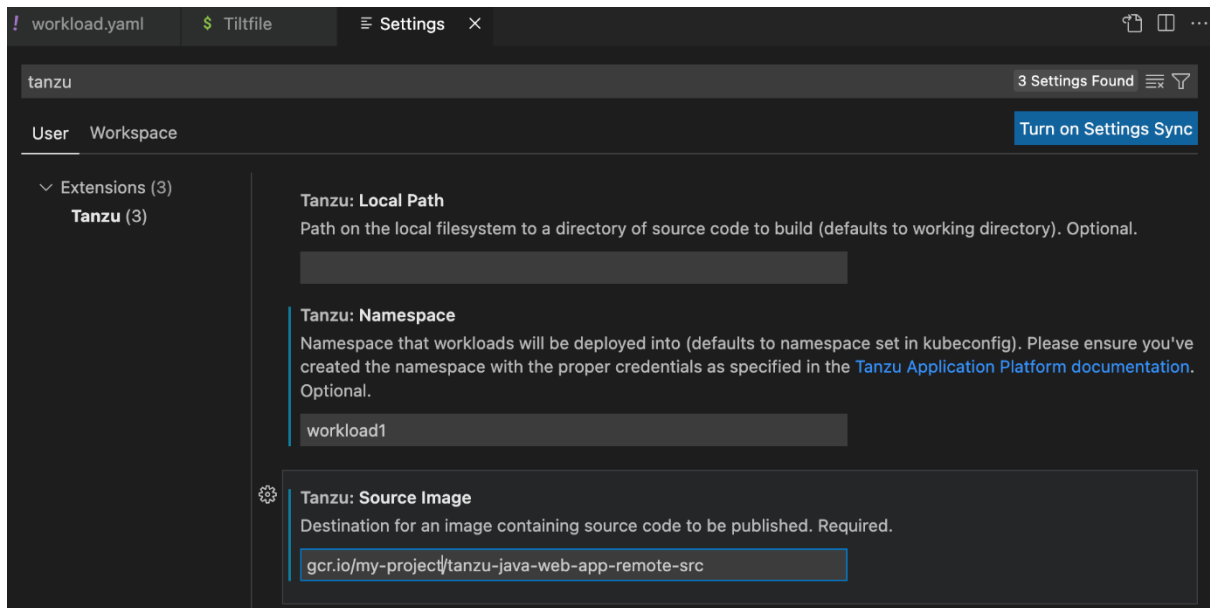 ! workload.yaml $ Tiltfile Settings
tanzu 3 Settings Found
User Workspace Turn on Settings Sync
Extensions (3)
Tanzu (3)
Tanzu: Local Path
Path on the local filesystem to a directory of source code to build (defaults to working directory). Optional.
Tanzu: Namespace
Namespace that workloads will be deployed into (defaults to namespace set in kubeconfig). Please ensure you've
created the namespace with the proper credentials as specified in the Tanzu Application Platform documentation.
Optional.
workload1
Tanzu: Source Image
Destination for an image containing source code to be published. Required.
gcr.io/my-project/tanzu-java-web-app-remote-src